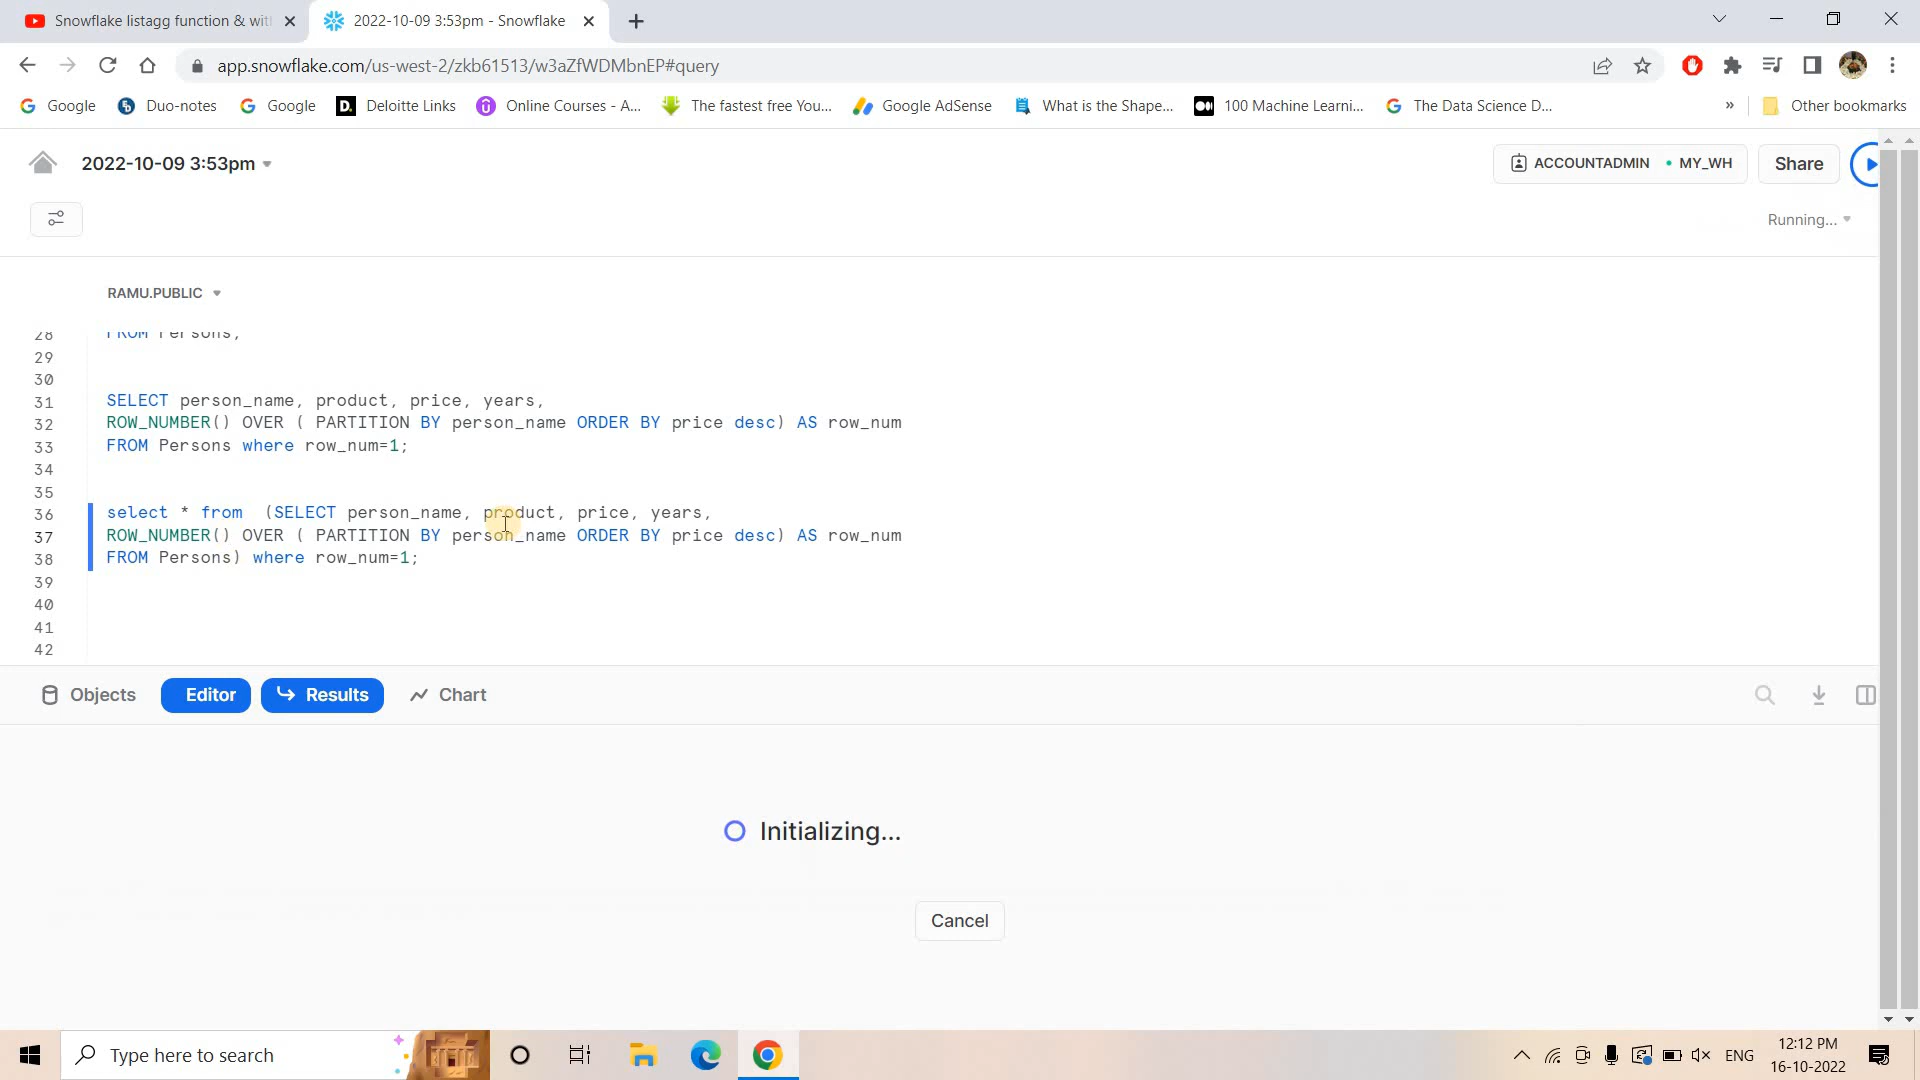 Snowflake listagg function & wit
2022-10-09 3:53pm - Snowflake
app.snowflake.com/us-west-2/zkb61513/w3aZfWDMbnEP#query
Google
Duo-notes
Google
Deloitte Links
Online Courses - A...
The fastest free You...
Google AdSense
What is the Shape...
100 Machine Learni...
The Data Science D...
»
Other bookmarks
2022-10-09 3:53pm
ACCOUNTADMIN • MY_WH
Share
Running...
RAMU.PUBLIC
28 FROM Persons;
29
30
31 SELECT person_name, product, price, years,
32 ROW_NUMBER() OVER ( PARTITION BY person_name ORDER BY price desc) AS row_num
33 FROM Persons where row_num=1;
34
35
36 select * from  (SELECT person_name, product, price, years,
37 ROW_NUMBER() OVER ( PARTITION BY person_name ORDER BY price desc) AS row_num
38 FROM Persons) where row_num=1;
39
40
41
42
Objects
Editor
Results
Chart
Initializing...
Cancel
Type here to search
ENG
12:12 PM
16-10-2022